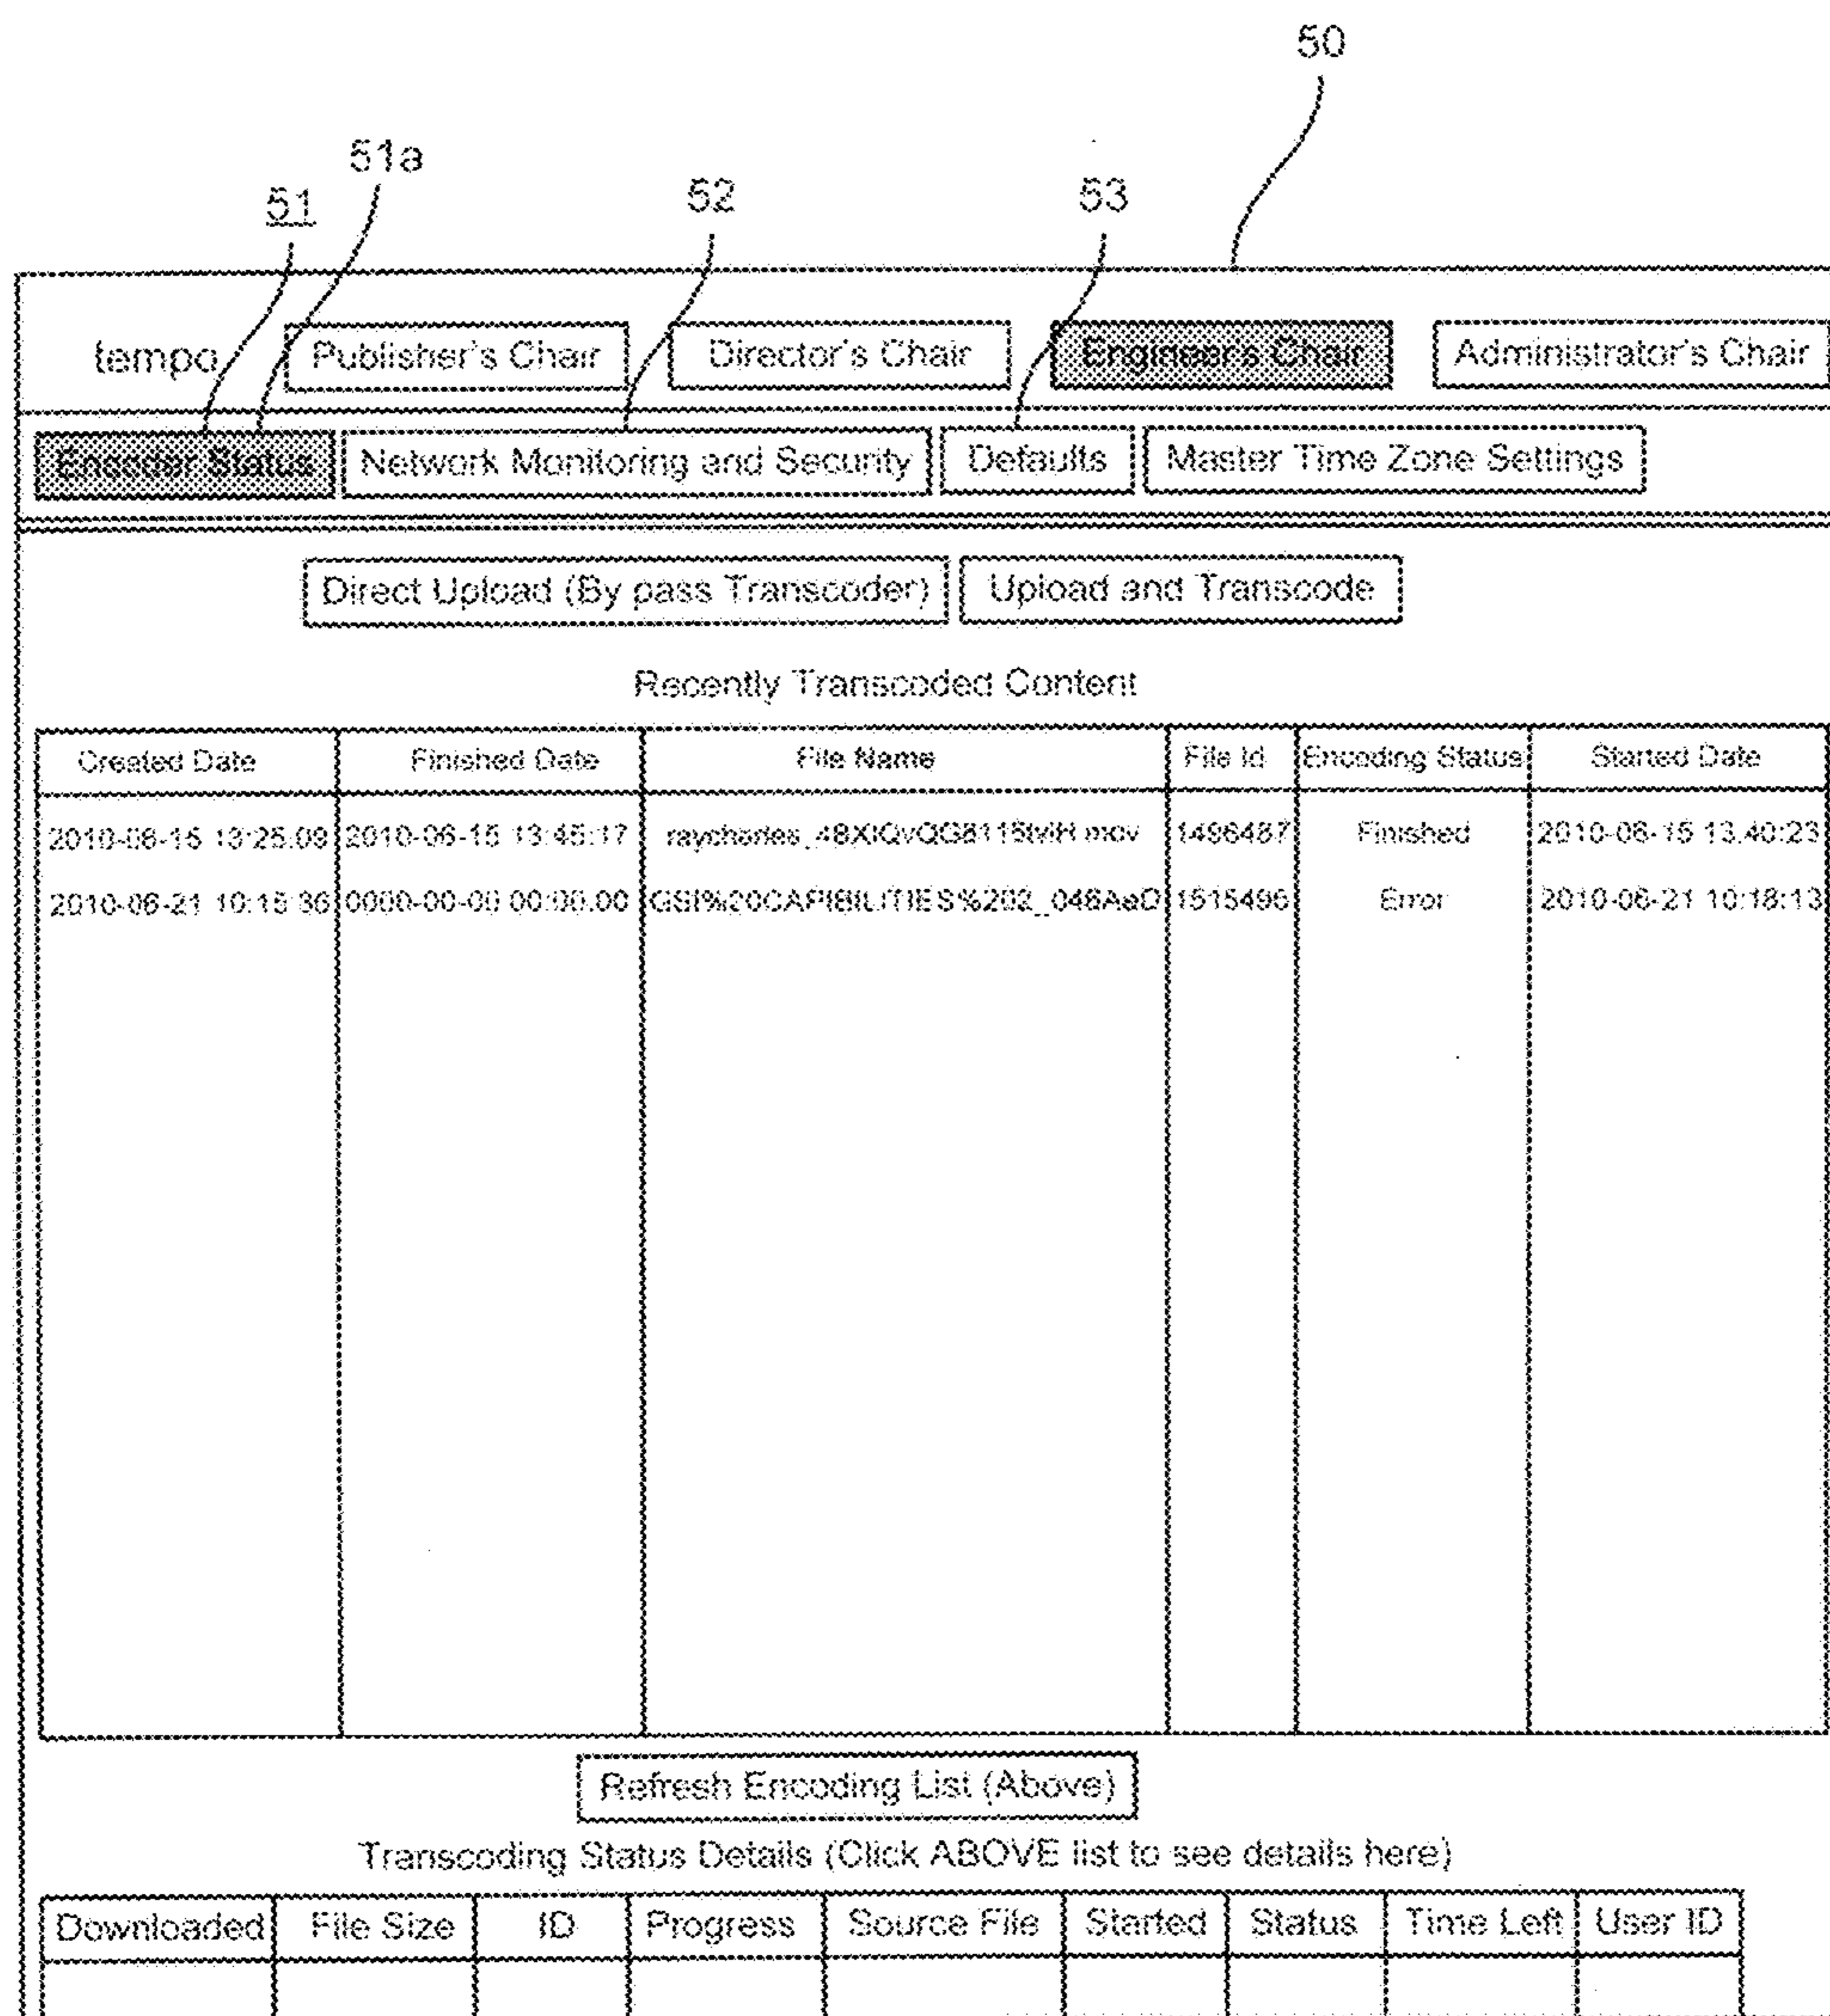 50
51a
51
52
53
tempo
Publisher's Chair
Director's Chair
Engineer's Chair
Administrator's Chair
Encoder Status
Network Monitoring and Security
Defaults
Master Time Zone Settings
Direct Upload (By pass Transcoder)
Upload and Transcode
Recently Transcoded Content
Created Date
Finished Date
File Name
File Id
Encoding Status
Started Date
2010-06-15 13:25:09
2010-06-15 13:45:17
1496487
Finished
2010-06-15 13.40:23
2010-06-21 10:15:36
0000-00-00 00:00.00
1515496
Error
2010-06-21 10:18:13
Refresh Encoding List (Above)
Transcoding Status Details (Click ABOVE list to see details here)
Downloaded
File Size
ID
Progress
Source File
Started
Status
Time Left
User ID